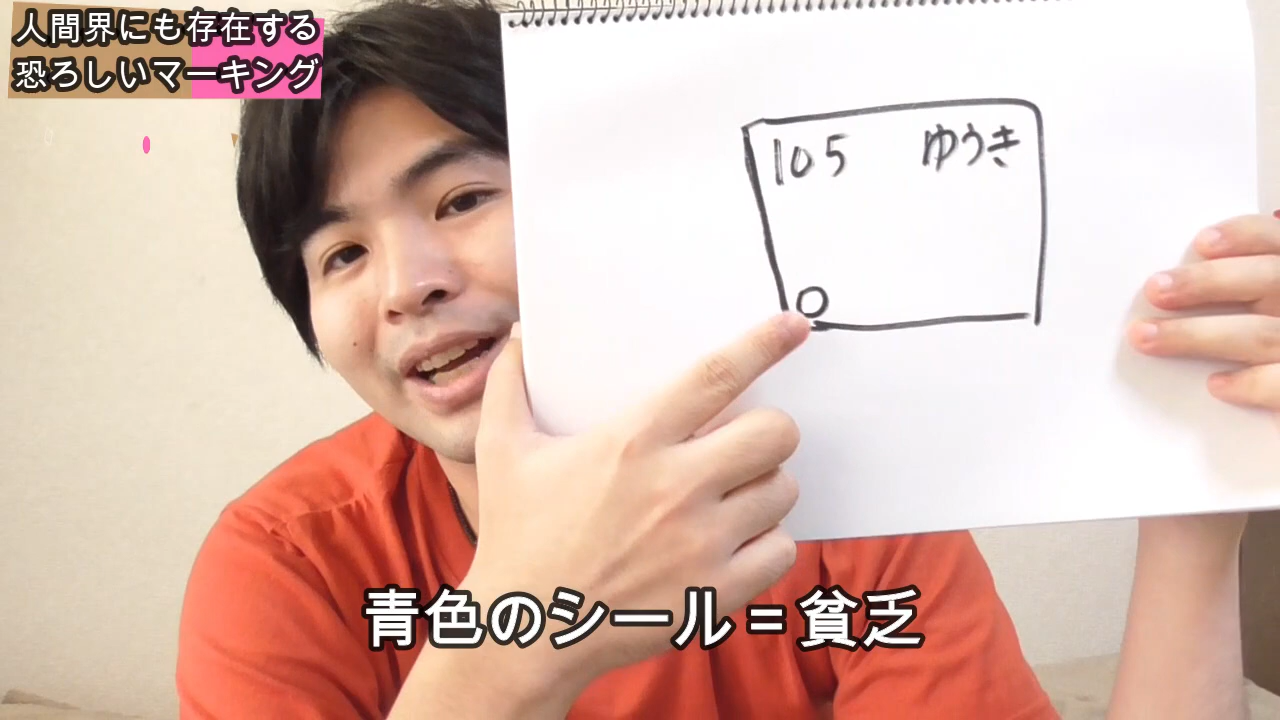 人間界にも存在する
恐ろしいマーキング
105 ゆうき
青色のシール=貧乏